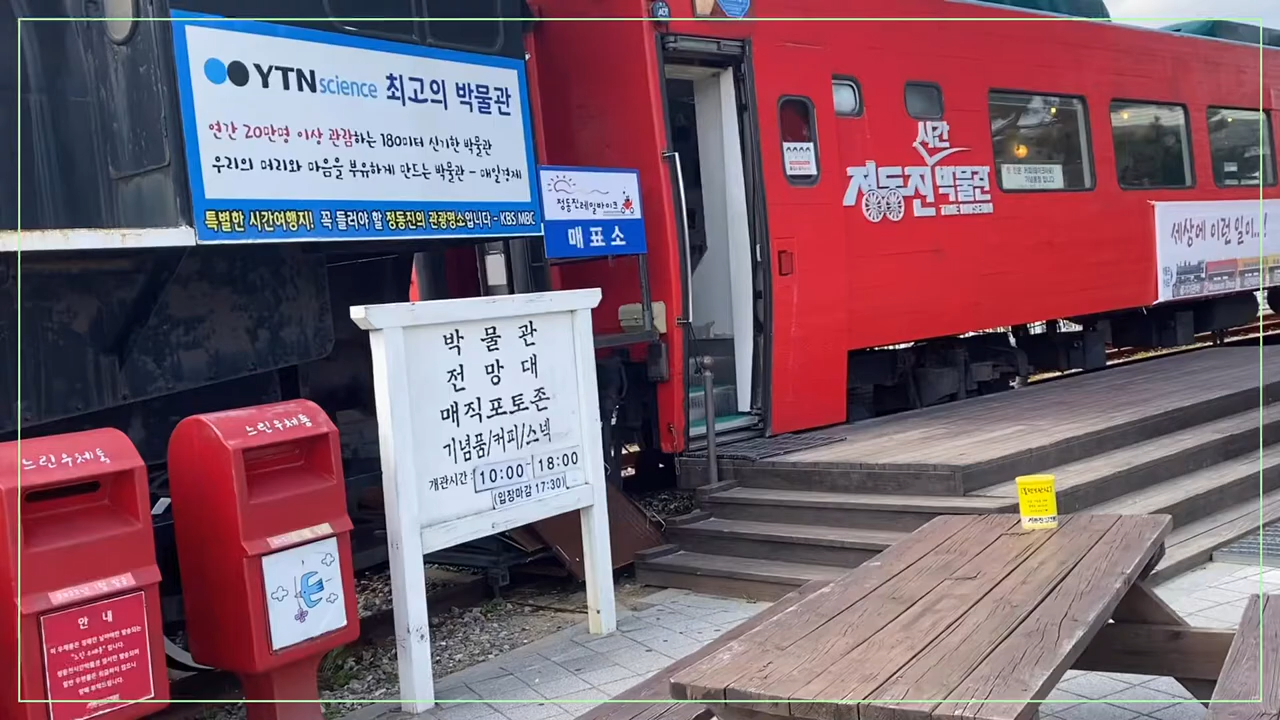 YTN science 최고의 박물관
연간 20만명 이상 관람하는 180미터 신기한 박물관
우리의 머리와 마음을 부유하게 만드는 박물관 - 매일경제
특별한 시간여행지! 꼭 들러야 할 정동진의 관광명소입니다 - KBS MBC
정동진레일바이크
매표소
시간
정동진 박물관
TIME MUSEUM
세상에 이런 일이...!
박물관
전망대
매직포토존
기념품/커피/스넥
개관시간: 10:00 - 18:00
(입장마감 17:30)
느린우체통
느린우체통
안 내